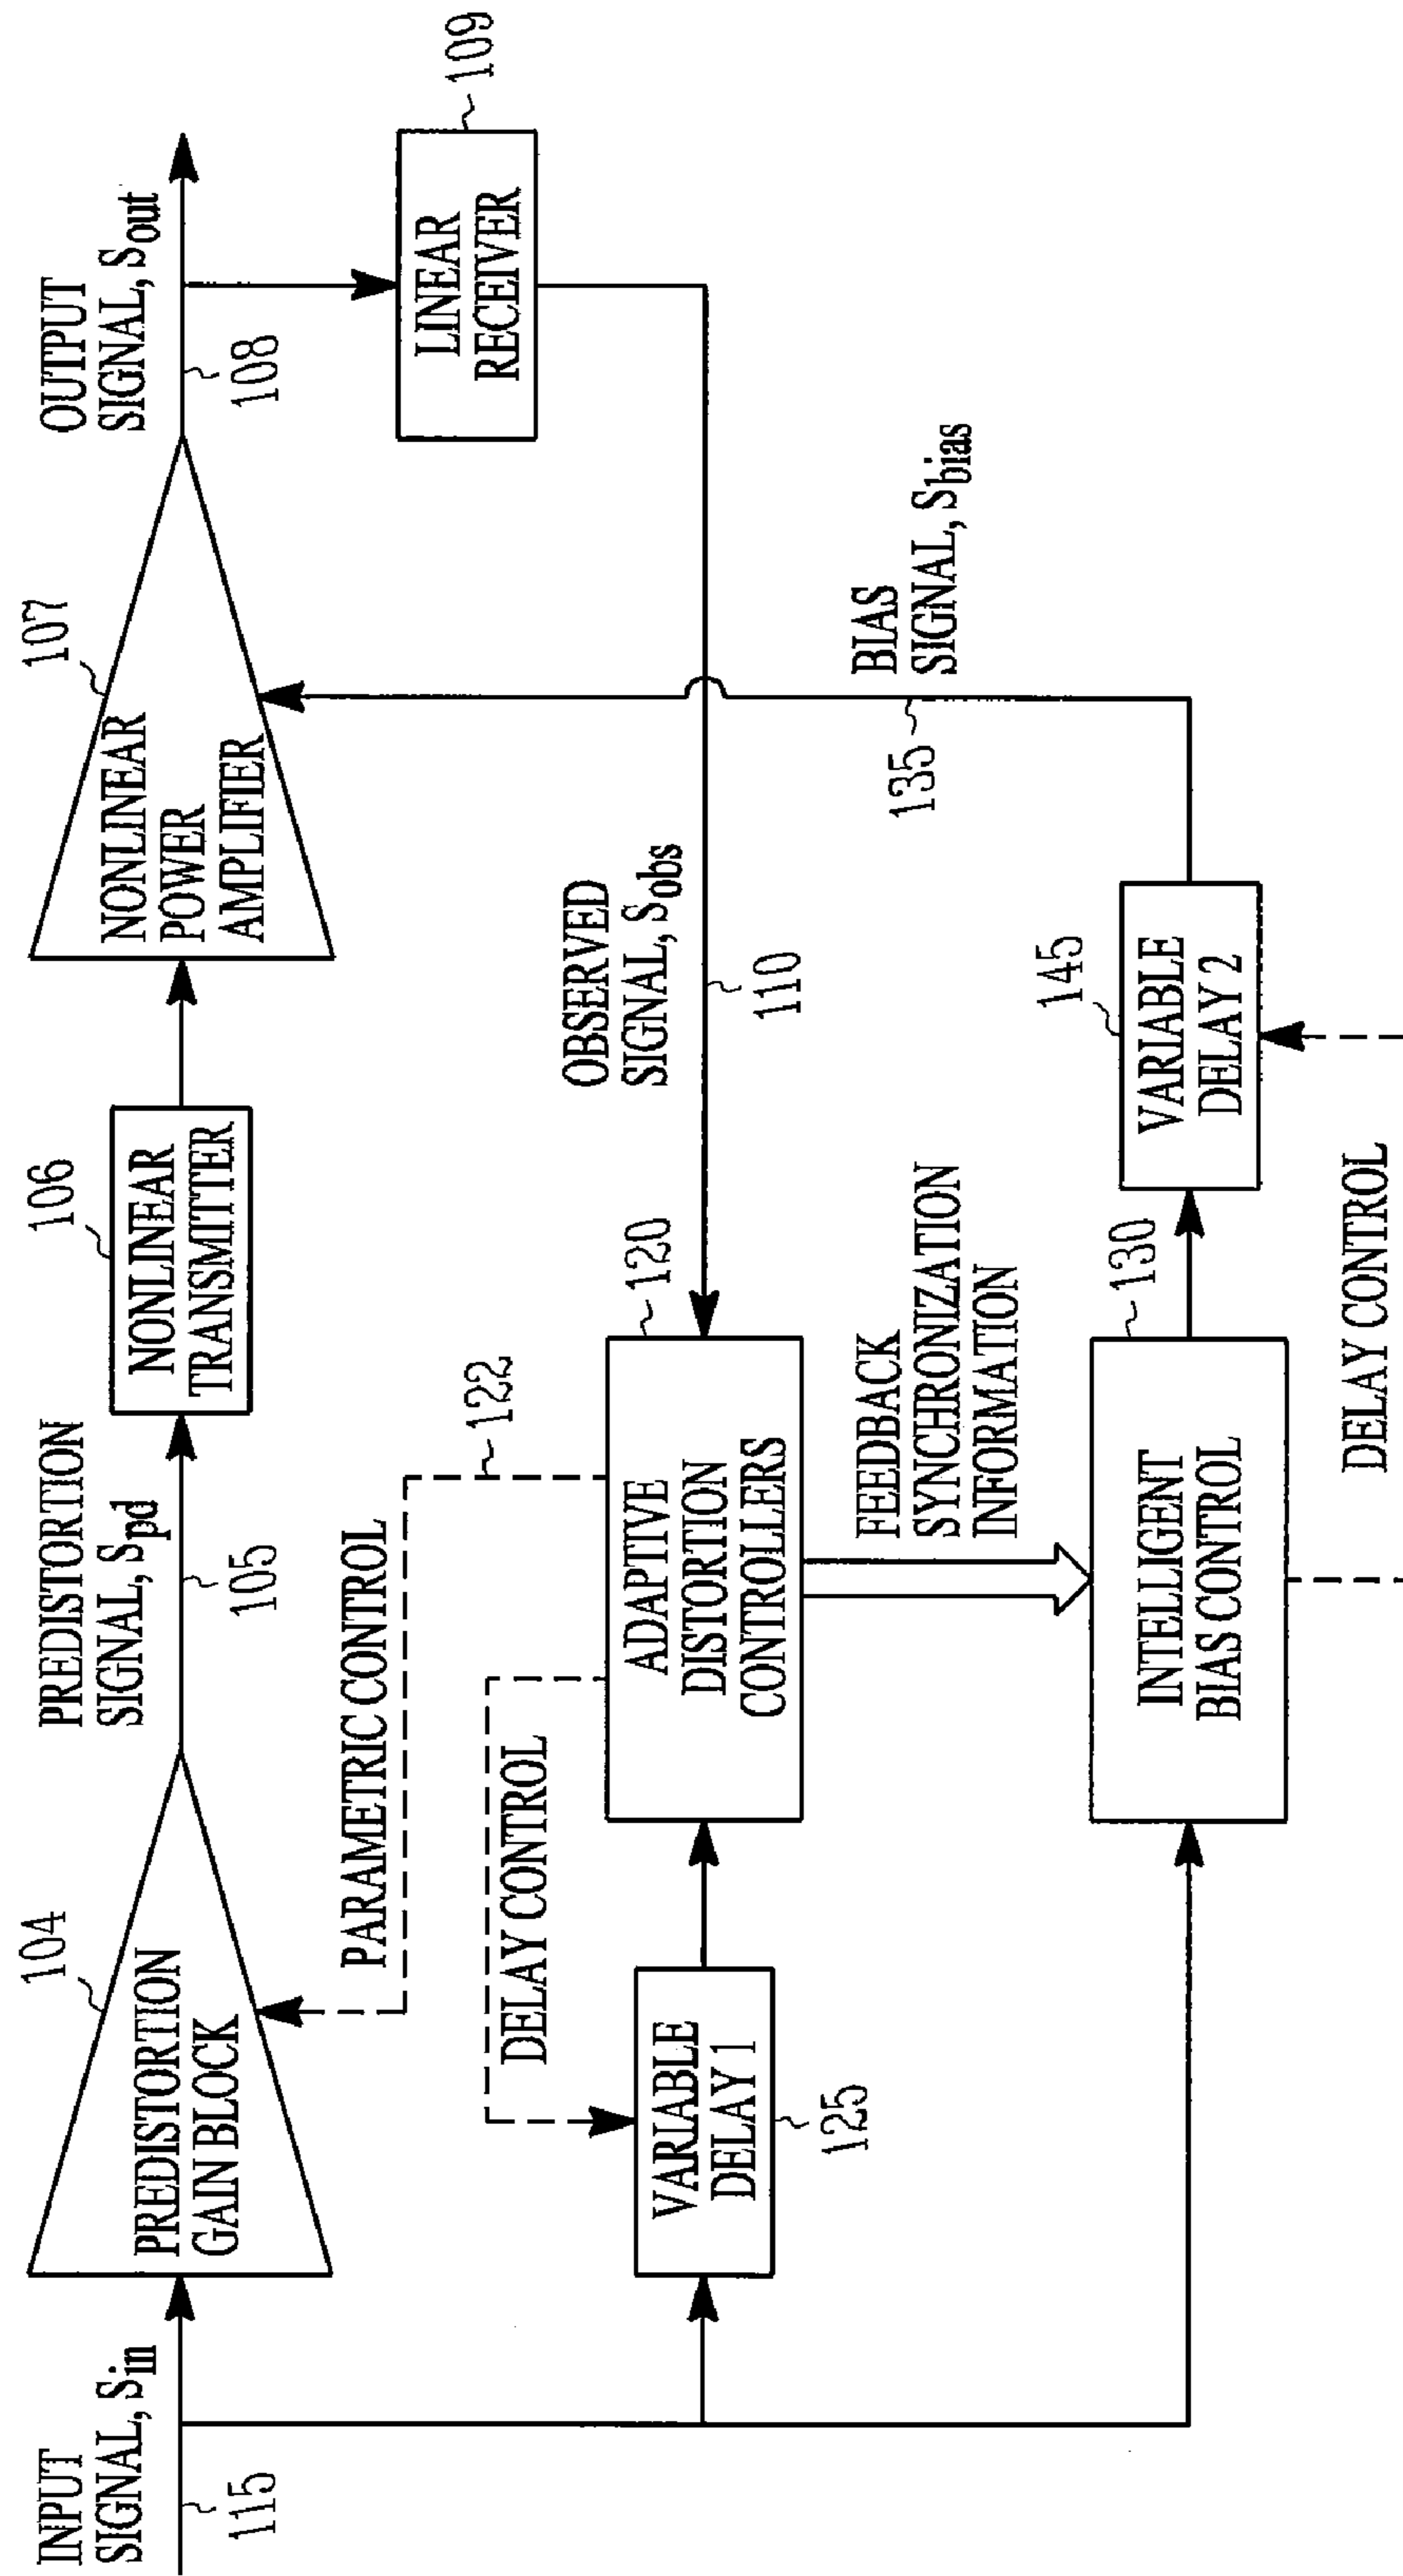 INPUT
SIGNAL, Sin
115
PREDISTORTION
GAIN BLOCK
104
PREDISTORTION
SIGNAL, Spd
105
NONLINEAR
TRANSMITTER
106
NONLINEAR
POWER
AMPLIFIER
107
OUTPUT
SIGNAL, Sout
108
LINEAR
RECEIVER
109
PARAMETRIC CONTROL
122
DELAY CONTROL
VARIABLE
DELAY 1
125
ADAPTIVE
DISTORTION
CONTROLLERS
120
OBSERVED
SIGNAL, Sobs
110
FEEDBACK
SYNCHRONIZATION
INFORMATION
BIAS
SIGNAL, Sbias
135
INTELLIGENT
BIAS CONTROL
130
VARIABLE
DELAY 2
145
DELAY CONTROL